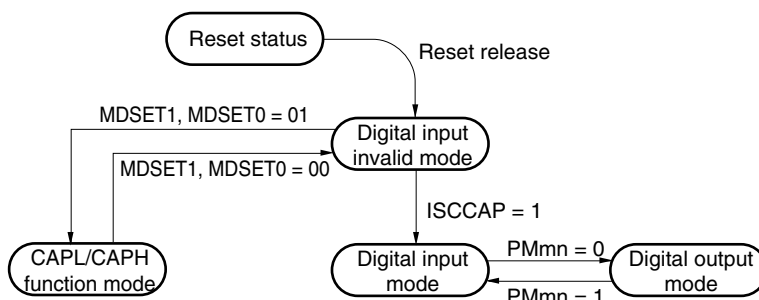 Reset status
Reset release
MDSET1, MDSET0 = 01
Digital input
invalid mode
MDSET1, MDSET0 = 00
ISCCAP = 1
CAPL/CAPH
function mode
Digital input
mode
PMmn = 0
PMmn = 1
Digital output
mode